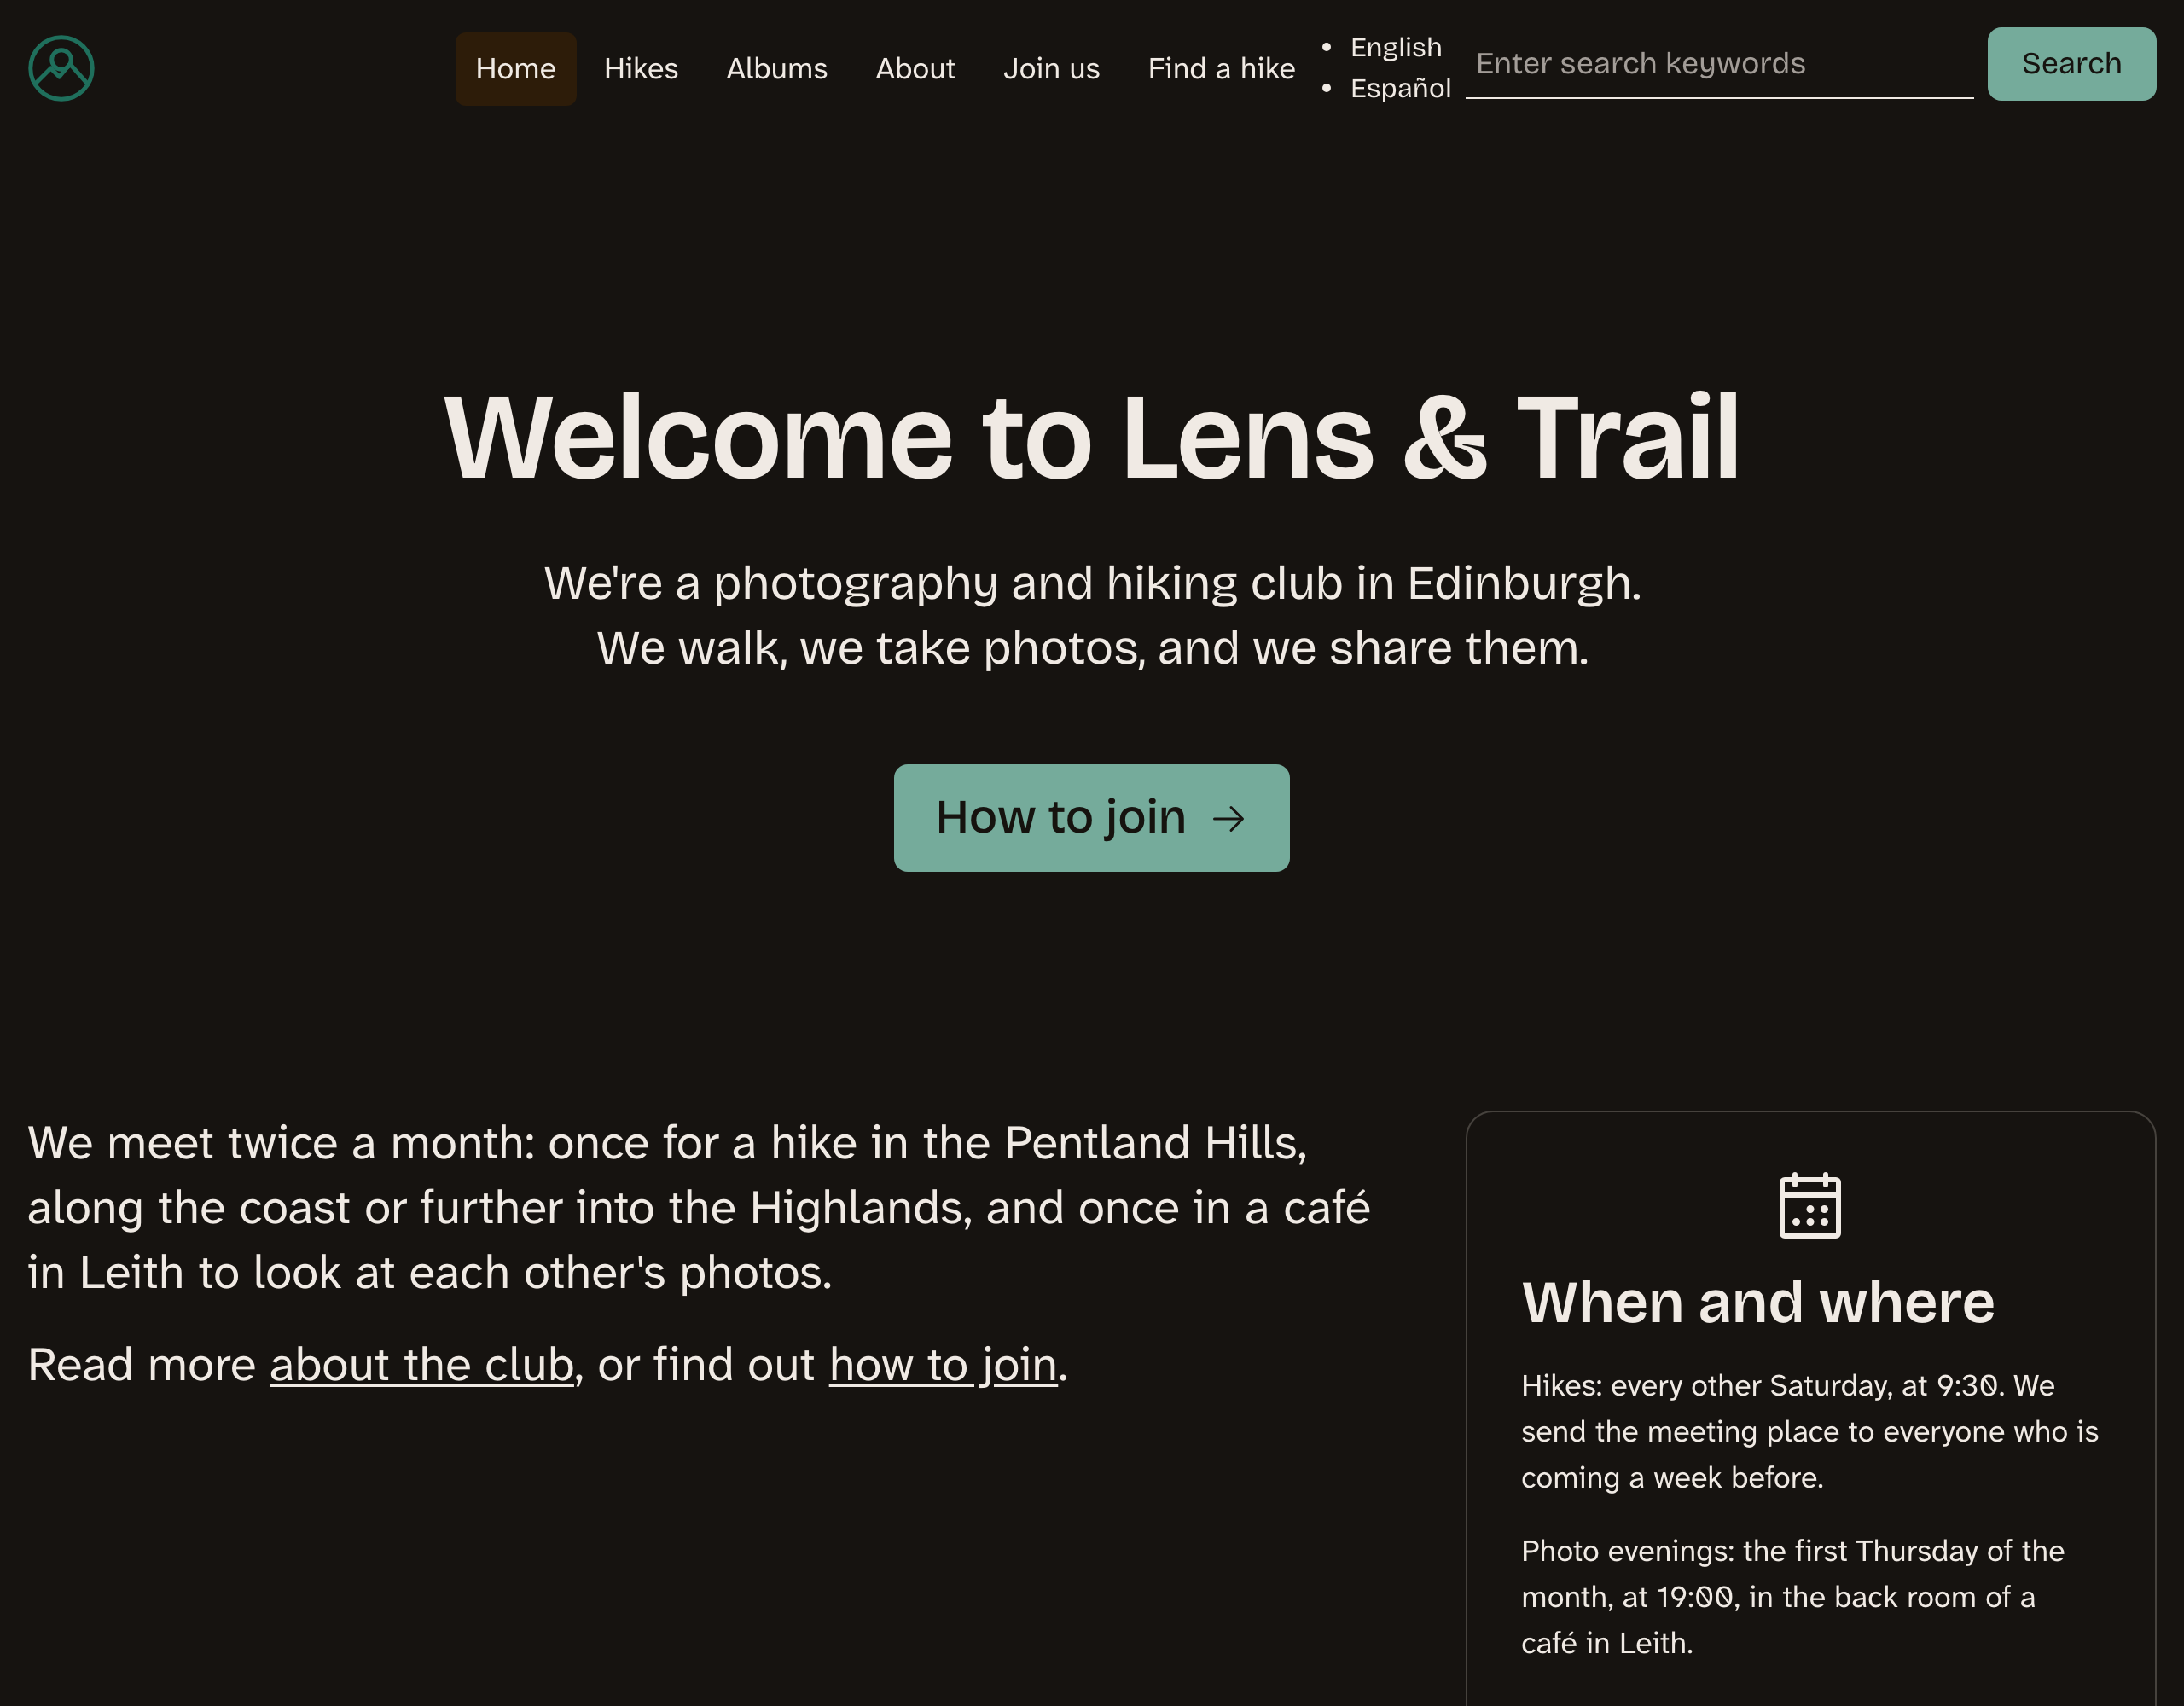 Home Hikes Albums About Join us Find a hike
English
Español
Enter search keywords
Search
Welcome to Lens & Trail
We're a photography and hiking club in Edinburgh.
We walk, we take photos, and we share them.
How to join
We meet twice a month: once for a hike in the Pentland Hills,
along the coast or further into the Highlands, and once in a café
in Leith to look at each other's photos.
Read more about the club, or find out how to join.
When and where
Hikes: every other Saturday, at 9:30. We
send the meeting place to everyone who is
coming a week before.
Photo evenings: the first Thursday of the
month, at 19:00, in the back room of a
café in Leith.